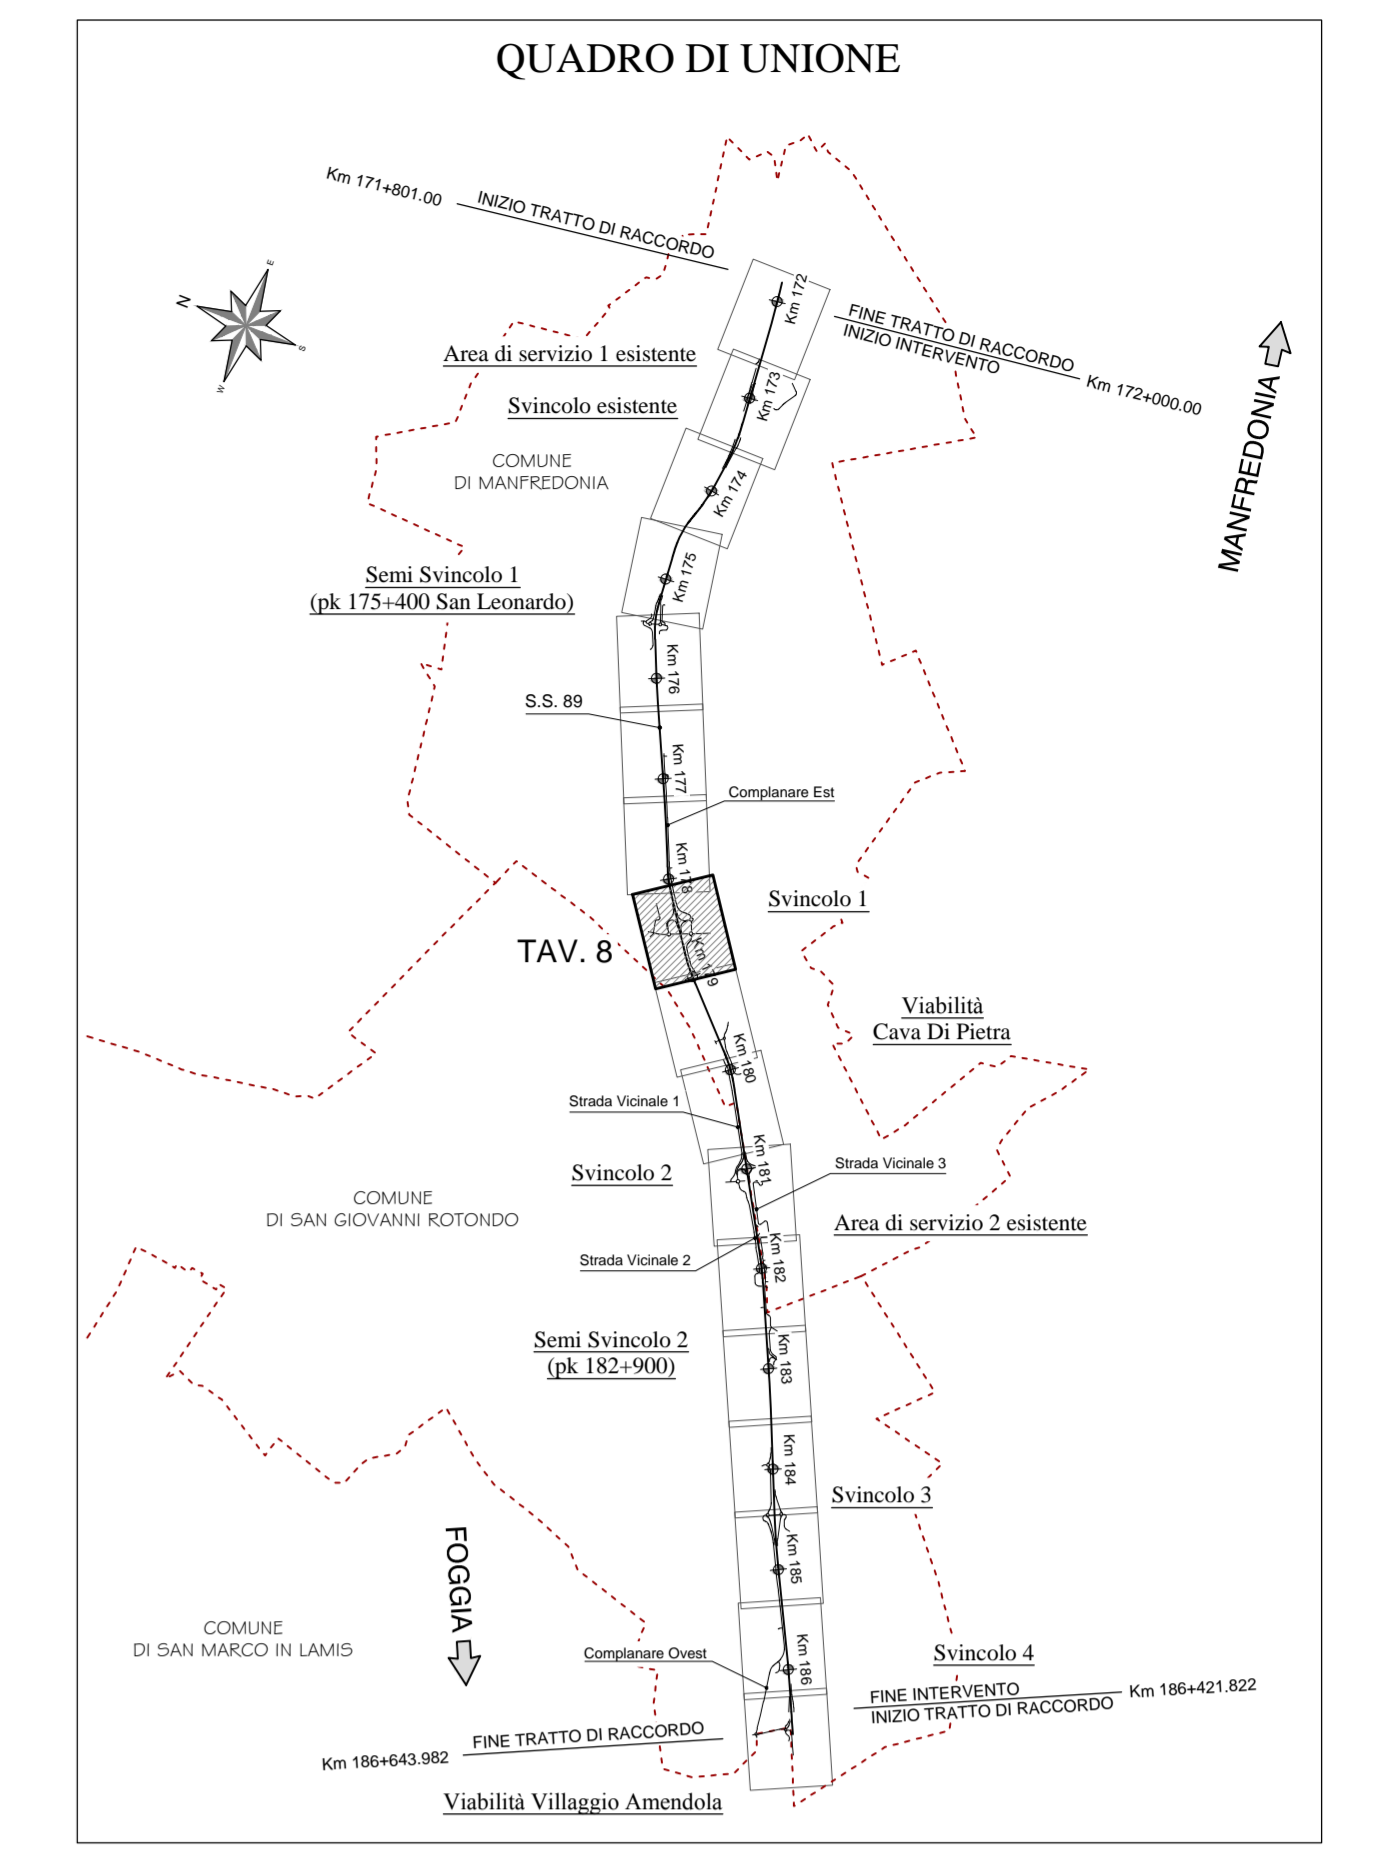 QUADRO DI UNIONE
Km 171+801.00
INIZIO TRATTO DI RACCORDO
N
E
S
W
Km 172
FINE TRATTO DI RACCORDO
INIZIO INTERVENTO
Km 172+000.00
MANFREDONIA
Area di servizio 1 esistente
Km 173
Svincolo esistente
COMUNE
DI MANFREDONIA
Km 174
Semi Svincolo 1
(pk 175+400 San Leonardo)
Km 175
Km 176
S.S. 89
Km 177
Complanare Est
Km 178
Svincolo 1
TAV. 8
Km 179
Viabilità
Cava Di Pietra
Km 180
Strada Vicinale 1
Km 181
Strada Vicinale 3
Svincolo 2
COMUNE
DI SAN GIOVANNI ROTONDO
Area di servizio 2 esistente
Strada Vicinale 2
Km 182
Semi Svincolo 2
(pk 182+900)
Km 183
Km 184
Svincolo 3
FOGGIA
Km 185
COMUNE
DI SAN MARCO IN LAMIS
Complanare Ovest
Km 186
Svincolo 4
FINE INTERVENTO
INIZIO TRATTO DI RACCORDO
Km 186+421.822
FINE TRATTO DI RACCORDO
Km 186+643.982
Viabilità Villaggio Amendola